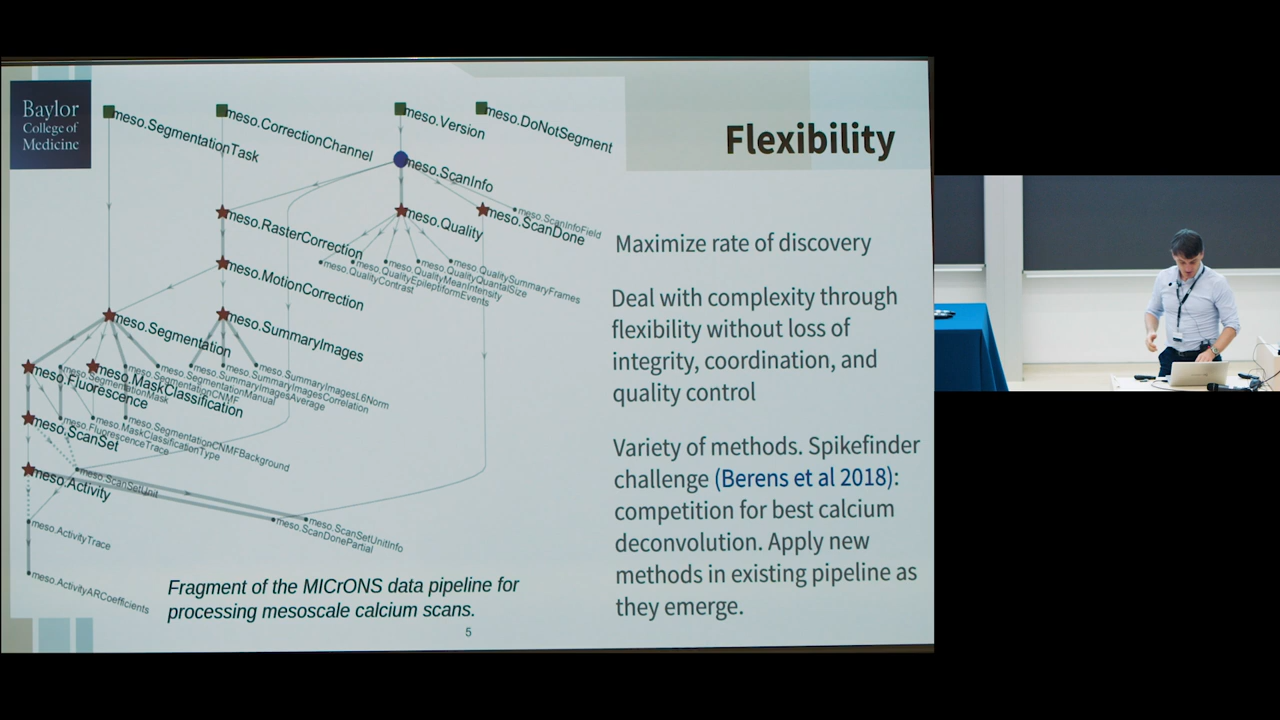 Baylor
College of
Medicine
meso.SegmentationTask
meso.CorrectionChannel
meso.Version
meso.DoNotSegment
Flexibility
meso.ScanInfo
meso.ScanInfoField
meso.RasterCorrection
meso.Quality
meso.ScanDone
meso.QualityContrast
meso.QualityEpileptiformEvents
meso.QualityMeanIntensity
meso.QualityQuantalSize
meso.QualitySummaryFrames
meso.MotionCorrection
meso.Segmentation
meso.SummaryImages
meso.Fluorescence
meso.SegmentationMask
meso.MaskClassification
meso.SegmentationCNMF
meso.SegmentationManual
meso.SummaryImagesAverage
meso.SummaryImagesCorrelation
meso.SummaryImagesL6Norm
meso.ScanSet
meso.FluorescenceTrace
meso.MaskClassificationType
meso.SegmentationCNMFBackground
meso.Activity
meso.ScanSetUnit
meso.ScanDonePartial
meso.ScanSetUnitInfo
meso.ActivityTrace
meso.ActivityARCoefficients
Fragment of the MICrONS data pipeline for
processing mesoscale calcium scans.
Maximize rate of discovery
Deal with complexity through
flexibility without loss of
integrity, coordination, and
quality control
Variety of methods. Spikefinder
challenge (Berens et al 2018):
competition for best calcium
deconvolution. Apply new
methods in existing pipeline as
they emerge.
5